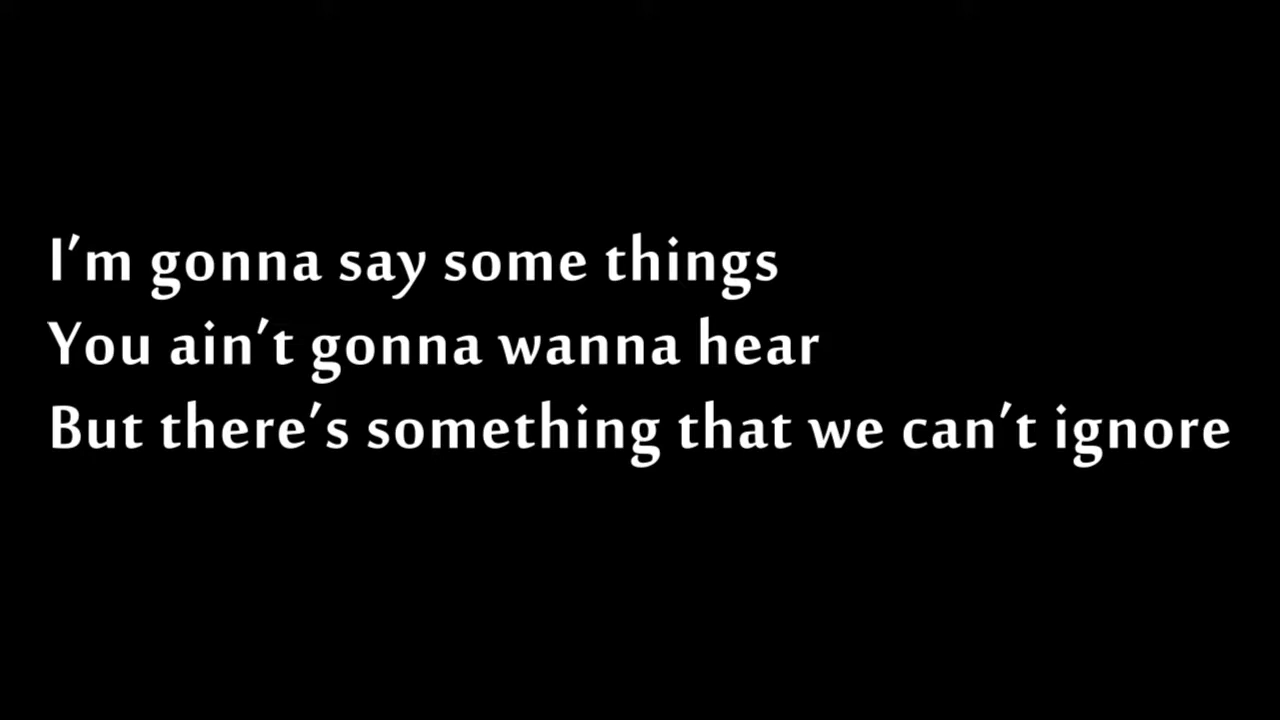 I’m gonna say some things
You ain’t gonna wanna hear
But there’s something that we can’t ignore